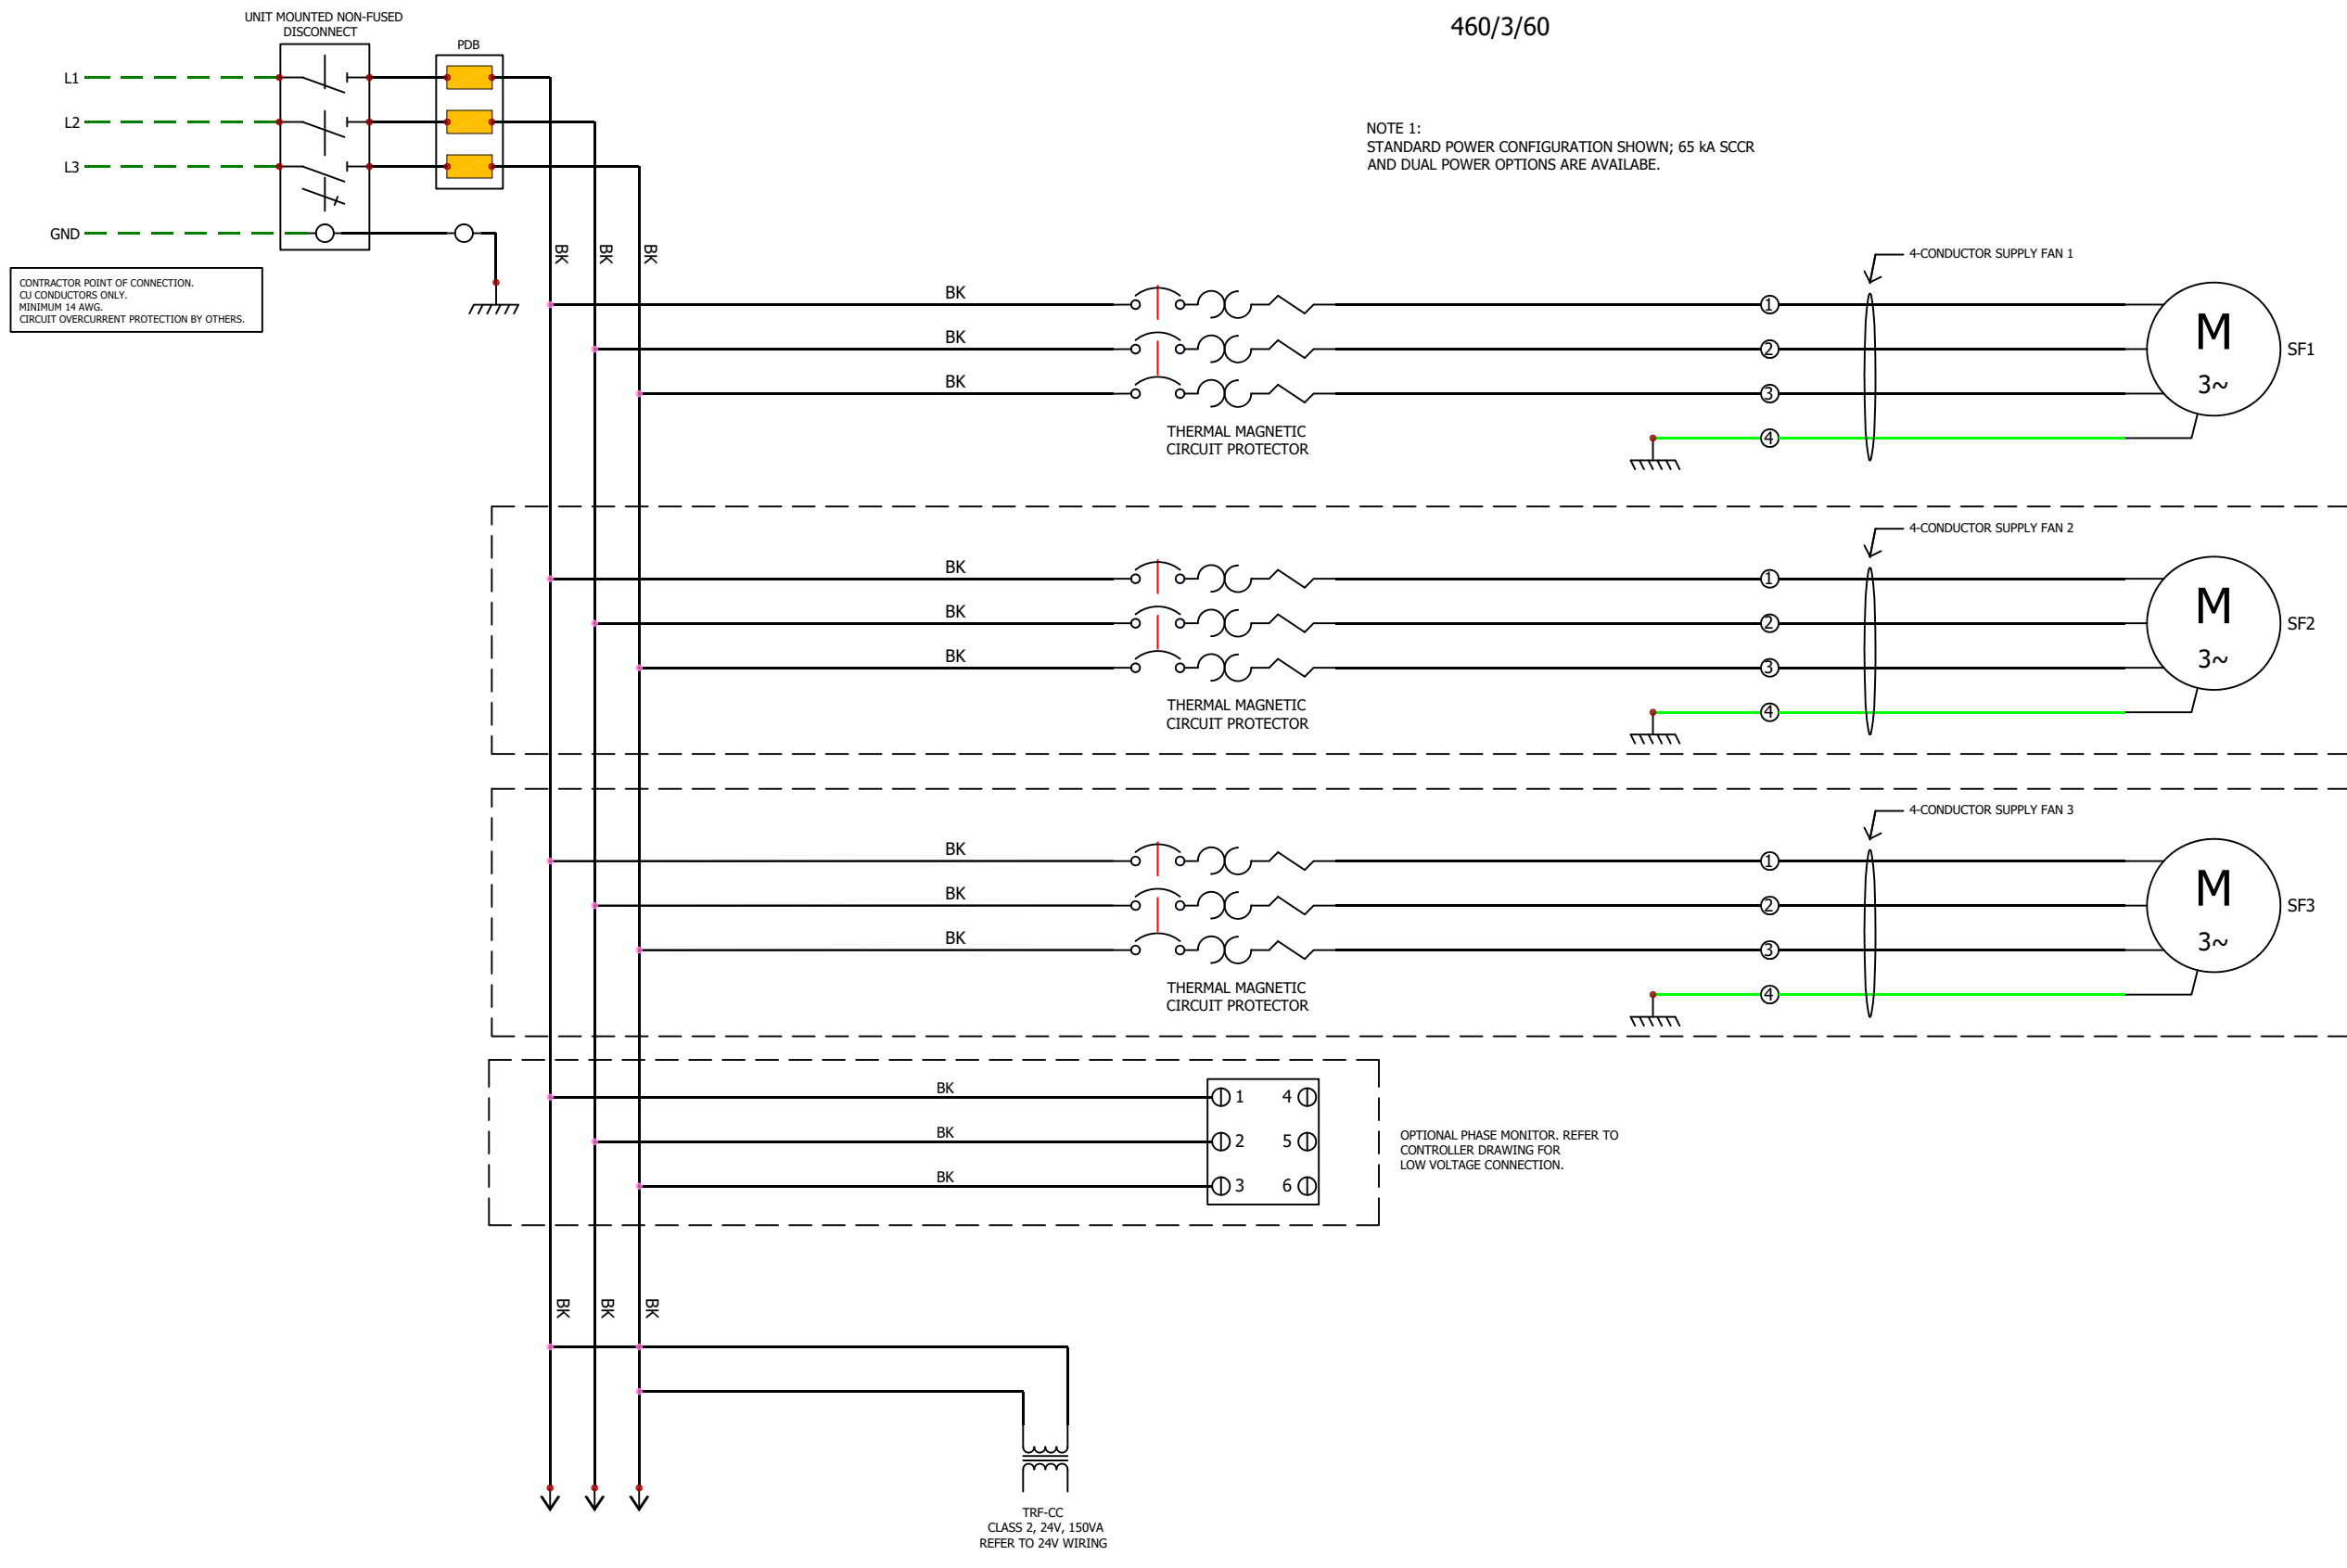 460/3/60
UNIT MOUNTED NON-FUSED
DISCONNECT
PDB
L1
L2
L3
GND
NOTE 1:
STANDARD POWER CONFIGURATION SHOWN; 65 kA SCCR
AND DUAL POWER OPTIONS ARE AVAILABE.
CONTRACTOR POINT OF CONNECTION.
CU CONDUCTORS ONLY.
MINIMUM 14 AWG.
CIRCUIT OVERCURRENT PROTECTION BY OTHERS.
BK
BK
BK
4-CONDUCTOR SUPPLY FAN 1
BK
1
BK
2
BK
3
4
M
3~
SF1
THERMAL MAGNETIC
CIRCUIT PROTECTOR
4-CONDUCTOR SUPPLY FAN 2
BK
1
BK
2
BK
3
4
M
3~
SF2
THERMAL MAGNETIC
CIRCUIT PROTECTOR
4-CONDUCTOR SUPPLY FAN 3
BK
1
BK
2
BK
3
4
M
3~
SF3
THERMAL MAGNETIC
CIRCUIT PROTECTOR
BK
1 4
BK
2 5
BK
3 6
OPTIONAL PHASE MONITOR. REFER TO
CONTROLLER DRAWING FOR
LOW VOLTAGE CONNECTION.
BK
BK
BK
TRF-CC
CLASS 2, 24V, 150VA
REFER TO 24V WIRING